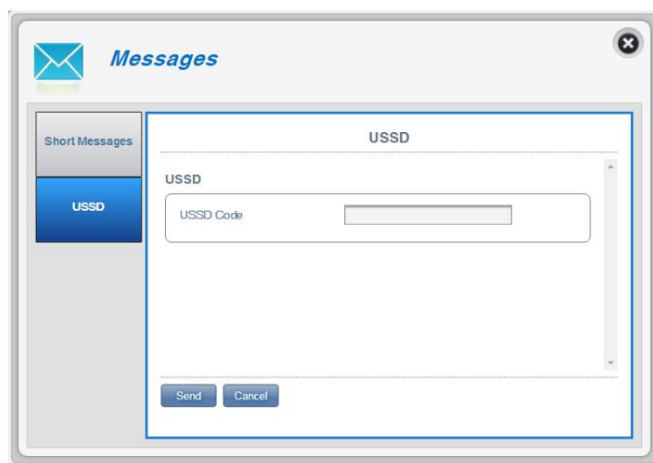 Messages
Short Messages
USSD
USSD
USSD
USSD Code
Send
Cancel